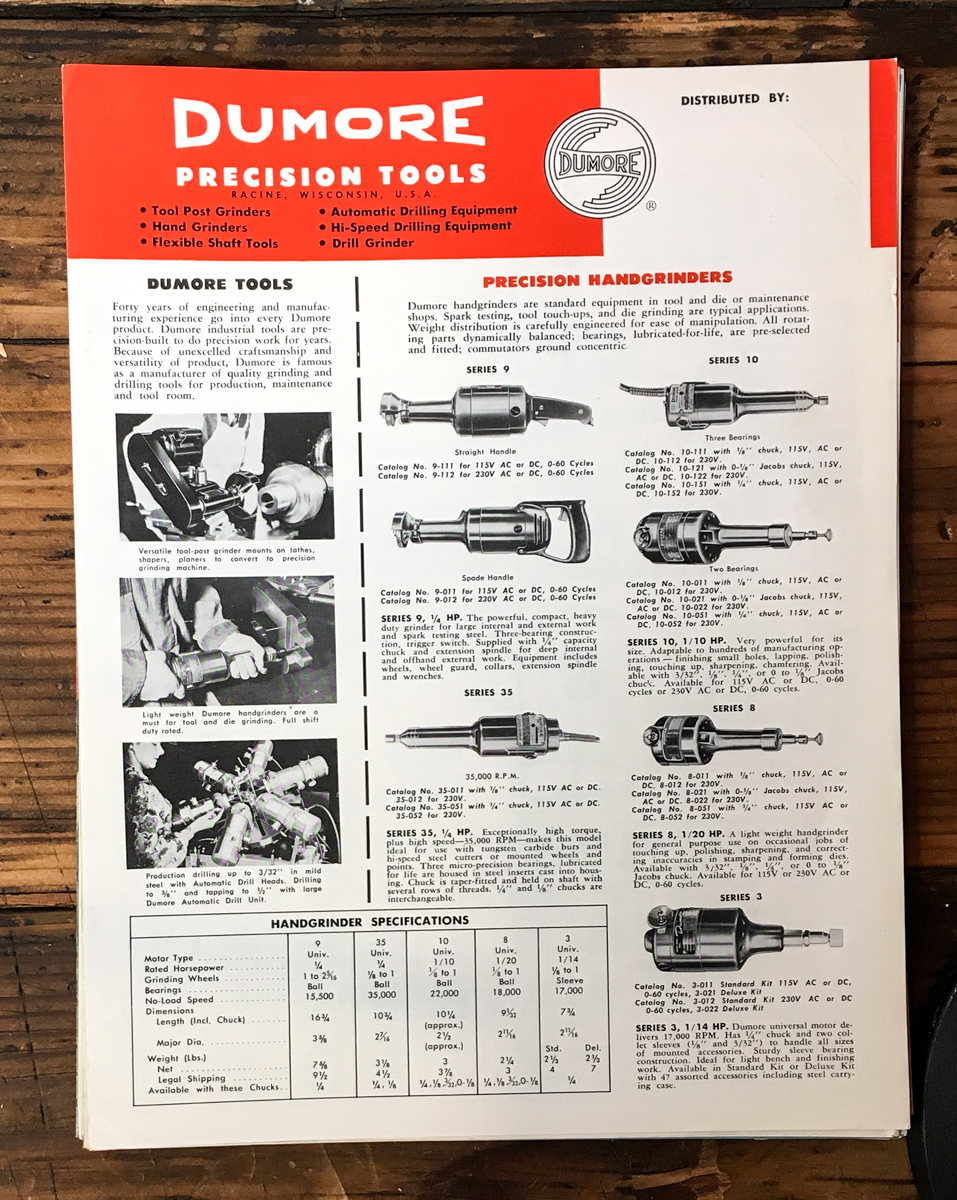 DUMORE
PRECISION TOOLS
RACINE, WISCONSIN, U.S.A.
• Tool Post Grinders
• Hand Grinders
• Flexible Shaft Tools
• Automatic Drilling Equipment
• Hi-Speed Drilling Equipment
• Drill Grinder
DUMORE
®
DISTRIBUTED BY:
DUMORE TOOLS
Forty years of engineering and manufac-
turing experience go into every Dumore
product. Dumore industrial tools are pre-
cision-built to do precision work for years.
Because of unexcelled craftsmanship and
versatility of product, Dumore is famous
as a manufacturer of quality grinding and
drilling tools for production, maintenance
and tool room.
Versatile tool-post grinder mounts on lathes,
shapers, planers to convert to precision
grinding machine.
Light weight Dumore handgrinders are a
must for tool and die grinding. Full shift
duty rated.
Production drilling up to 3/32" in mild
steel with Automatic Drill Heads. Drilling
to 3/8" and tapping to 1/2" with large
Dumore Automatic Drill Unit.
PRECISION HANDGRINDERS
Dumore handgrinders are standard equipment in tool and die or maintenance
shops. Spark testing, tool touch-ups, and die grinding are typical applications.
Weight distribution is carefully engineered for ease of manipulation. All rotat-
ing parts dynamically balanced; bearings, lubricated-for-life, are pre-selected
and fitted; commutators ground concentric.
SERIES 9
Straight Handle
Catalog No. 9-111 for 115V AC or DC, 0-60 Cycles
Catalog No. 9-112 for 230V AC or DC, 0-60 Cycles
Spade Handle
Catalog No. 9-011 for 115V AC or DC, 0-60 Cycles
Catalog No. 9-012 for 230V AC or DC, 0-60 Cycles
SERIES 9, 1/4 HP. The powerful, compact, heavy
duty grinder for large internal and external work
and spark testing steel. Three-bearing construc-
tion, trigger switch. Supplied with 1/4" capacity
chuck and extension spindle for deep internal
and offhand external work. Equipment includes
wheels, wheel guard, collars, extension spindle
and wrenches.
SERIES 35
35,000 R.P.M.
Catalog No. 35-011 with 1/8" chuck, 115V AC or DC.
35-012 for 230V.
Catalog No. 35-051 with 1/4" chuck, 115V AC or DC.
35-052 for 230V.
SERIES 35, 1/4 HP. Exceptionally high torque,
plus high speed—35,000 RPM—makes this model
ideal for use with tungsten carbide burs and
hi-speed steel cutters or mounted wheels and
points. Three micro-precision bearings, lubricated
for life are housed in steel inserts cast into hous-
ing. Chuck is taper-fitted and held on shaft with
several rows of threads. 1/4" and 1/8" chucks are
interchangeable.
SERIES 10
Three Bearings
Catalog No. 10-111 with 1/8" chuck, 115V, AC or
DC. 10-112 for 230V.
Catalog No. 10-121 with 0-1/8" Jacobs chuck, 115V,
AC or DC. 10-122 for 230V.
Catalog No. 10-151 with 1/4" chuck, 115V, AC or
DC. 10-152 for 230V.
Two Bearings
Catalog No. 10-011 with 1/8" chuck, 115V, AC or
DC. 10-012 for 230V.
Catalog No. 10-021 with 0-1/8" Jacobs chuck, 115V,
AC or DC. 10-022 for 230V.
Catalog No. 10-051 with 1/4" chuck, 115V, AC or
DC. 10-052 for 230V.
SERIES 10, 1/10 HP. Very powerful for its
size. Adaptable to hundreds of manufacturing op-
erations — finishing small holes, lapping, polish-
ing, touching up, sharpening, chamfering. Avail-
able with 3/32", 1/8", 1/4", or 0 to 1/8" Jacobs
chuck. Available for 115V AC or DC, 0-60
cycles or 230V AC or DC, 0-60 cycles.
SERIES 8
Catalog No. 8-011 with 1/8" chuck, 115V, AC or
DC. 8-012 for 230V.
Catalog No. 8-021 with 0-1/8" Jacobs chuck, 115V,
AC or DC. 8-022 for 230V.
Catalog No. 8-051 with 1/4" chuck, 115V, AC or
DC. 8-052 for 230V.
SERIES 8, 1/20 HP. A light weight handgrinder
for general purpose use on occasional jobs of
touching up, polishing, sharpening, and correct-
ing inaccuracies in stamping and forming dies.
Available with 3/32", 1/8", 1/4", or 0 to 1/8"
Jacobs chuck. Available for 115V or 230V AC or
DC, 0-60 cycles.
SERIES 3
Catalog No. 3-011 Standard Kit 115V AC or DC,
0-60 cycles, 3-021 Deluxe Kit
Catalog No. 3-012 Standard Kit 230V AC or DC
0-60 cycles, 3-022 Deluxe Kit
SERIES 3, 1/14 HP. Dumore universal motor de-
livers 17,000 RPM. Has 1/4" chuck and two col-
let sleeves (1/8" and 3/32") to handle all sizes
of mounted accessories. Sturdy sleeve bearing
construction. Ideal for light bench and finishing
work. Available in Standard Kit or Deluxe Kit
with 47 assorted accessories including steel carry-
ing case.
HANDGRINDER SPECIFICATIONS
9 35 10 8 3
Motor Type Univ. Univ. Univ. Univ. Univ.
Rated Horsepower 1/4 1/4 1/10 1/20 1/14
Grinding Wheels 1 to 2 5/16 1/8 to 1 1/8 to 1 1/8 to 1 1/8 to 1
Bearings Ball Ball Ball Ball Sleeve
No-Load Speed 15,500 35,000 22,000 18,000 17,000
Dimensions
Length (Incl. Chuck) 16 3/4 10 3/4 10 1/4 (approx.) 9 1/32 7 3/4
Major Dia. 3 3/8 2 7/16 2 1/2 (approx.) 2 13/16 2 13/16
Weight (Lbs.) Std. Del.
Net 7 3/8 3 1/8 3 2 1/4 2 1/3 2 1/3
Legal Shipping 9 1/2 4 1/2 3 7/8 3 4 7
Available with these Chucks 1/4 1/4, 1/8 1/4, 1/8, 3/32, 0-1/8 1/4, 1/8, 3/32, 0-1/8 1/4